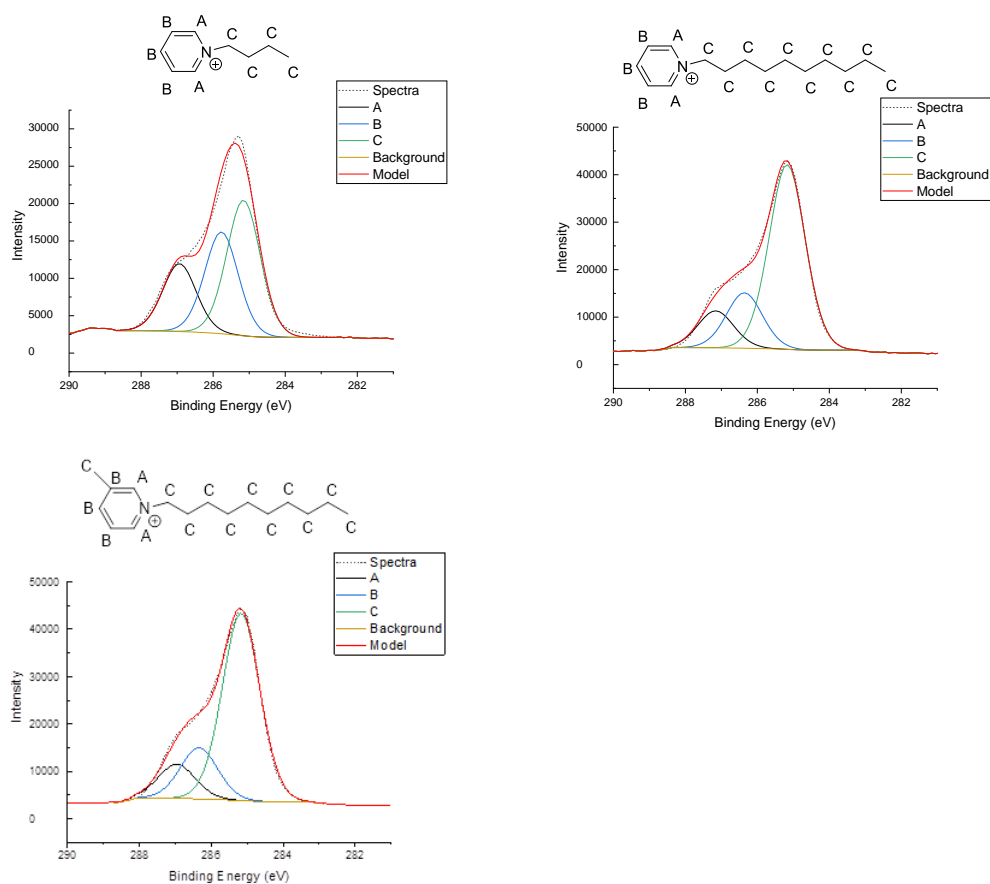 B A C C
B N
⊕
B A C C
Spectra
A
B
C
Background
Model
30000
25000
20000
15000
10000
5000
0
Intensity
290 288 286 284 282
Binding Energy (eV)
B A C C C C C
B N
⊕
B A C C C C C
Spectra
A
B
C
Background
Model
50000
40000
30000
20000
10000
0
Intensity
290 288 286 284 282
Binding Energy (eV)
C
B A C C C C C
B N
⊕
B A C C C C C
Spectra
A
B
C
Background
Model
50000
40000
30000
20000
10000
0
Intensity
290 288 286 284 282
Binding Energy (eV)